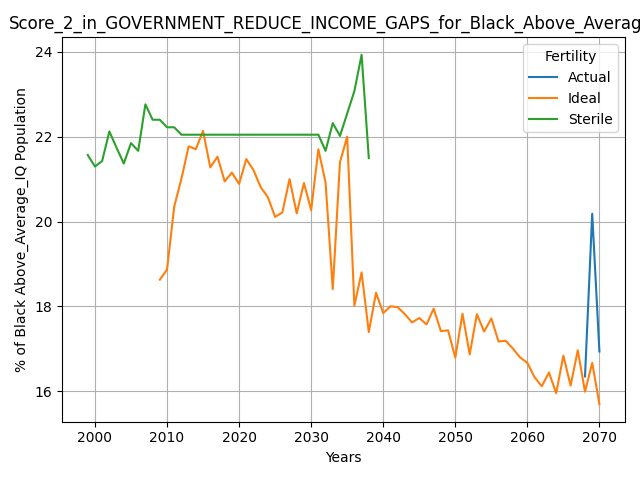 Score_2_in_GOVERNMENT_REDUCE_INCOME_GAPS_for_Black_Above_Averag
Fertility
Actual
Ideal
Sterile
% of Black Above_Average_IQ Population
24
22
20
18
16
2000 2010 2020 2030 2040 2050 2060 2070
Years